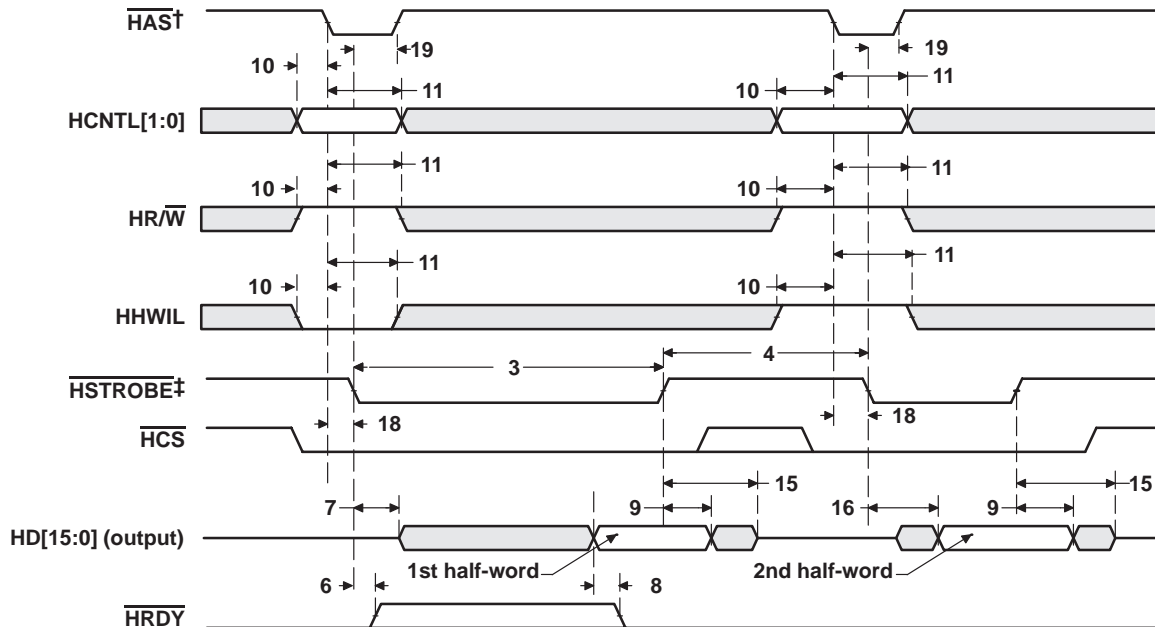 HAS†
19
19
10
11
10
11
HCNTL[1:0]
11
11
10
10
HR/W
11
11
10
10
HHWIL
3
4
HSTROBE‡
18
18
HCS
15
15
7
9
16
9
HD[15:0] (output)
1st half-word
2nd half-word
6
8
HRDY